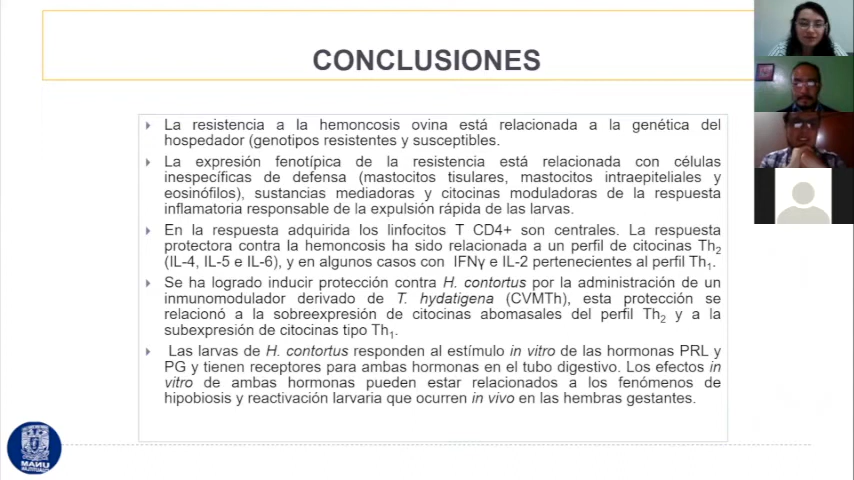 CONCLUSIONES
La resistencia a la hemoncosis ovina está relacionada a la genética del
hospedador (genotipos resistentes y susceptibles.
La expresión fenotípica de la resistencia está relacionada con células
inespecíficas de defensa (mastocitos tisulares, mastocitos intraepiteliales y
eosinófilos), sustancias mediadoras y citocinas moduladoras de la respuesta
inflamatoria responsable de la expulsión rápida de las larvas.
En la respuesta adquirida los linfocitos T CD4+ son centrales. La respuesta
protectora contra la hemoncosis ha sido relacionada a un perfil de citocinas Th2
(IL-4, IL-5 e IL-6), y en algunos casos con IFNγ e IL-2 pertenecientes al perfil Th1.
Se ha logrado inducir protección contra H. contortus por la administración de un
inmunomodulador derivado de T. hydatigena (CVMTh), esta protección se
relacionó a la sobreexpresión de citocinas abomasales del perfil Th2 y a la
subexpresión de citocinas tipo Th1.
Las larvas de H. contortus responden al estímulo in vitro de las hormonas PRL y
PG y tienen receptores para ambas hormonas en el tubo digestivo. Los efectos in
vitro de ambas hormonas pueden estar relacionados a los fenómenos de
hipobiosis y reactivación larvaria que ocurren in vivo en las hembras gestantes.
UNAM